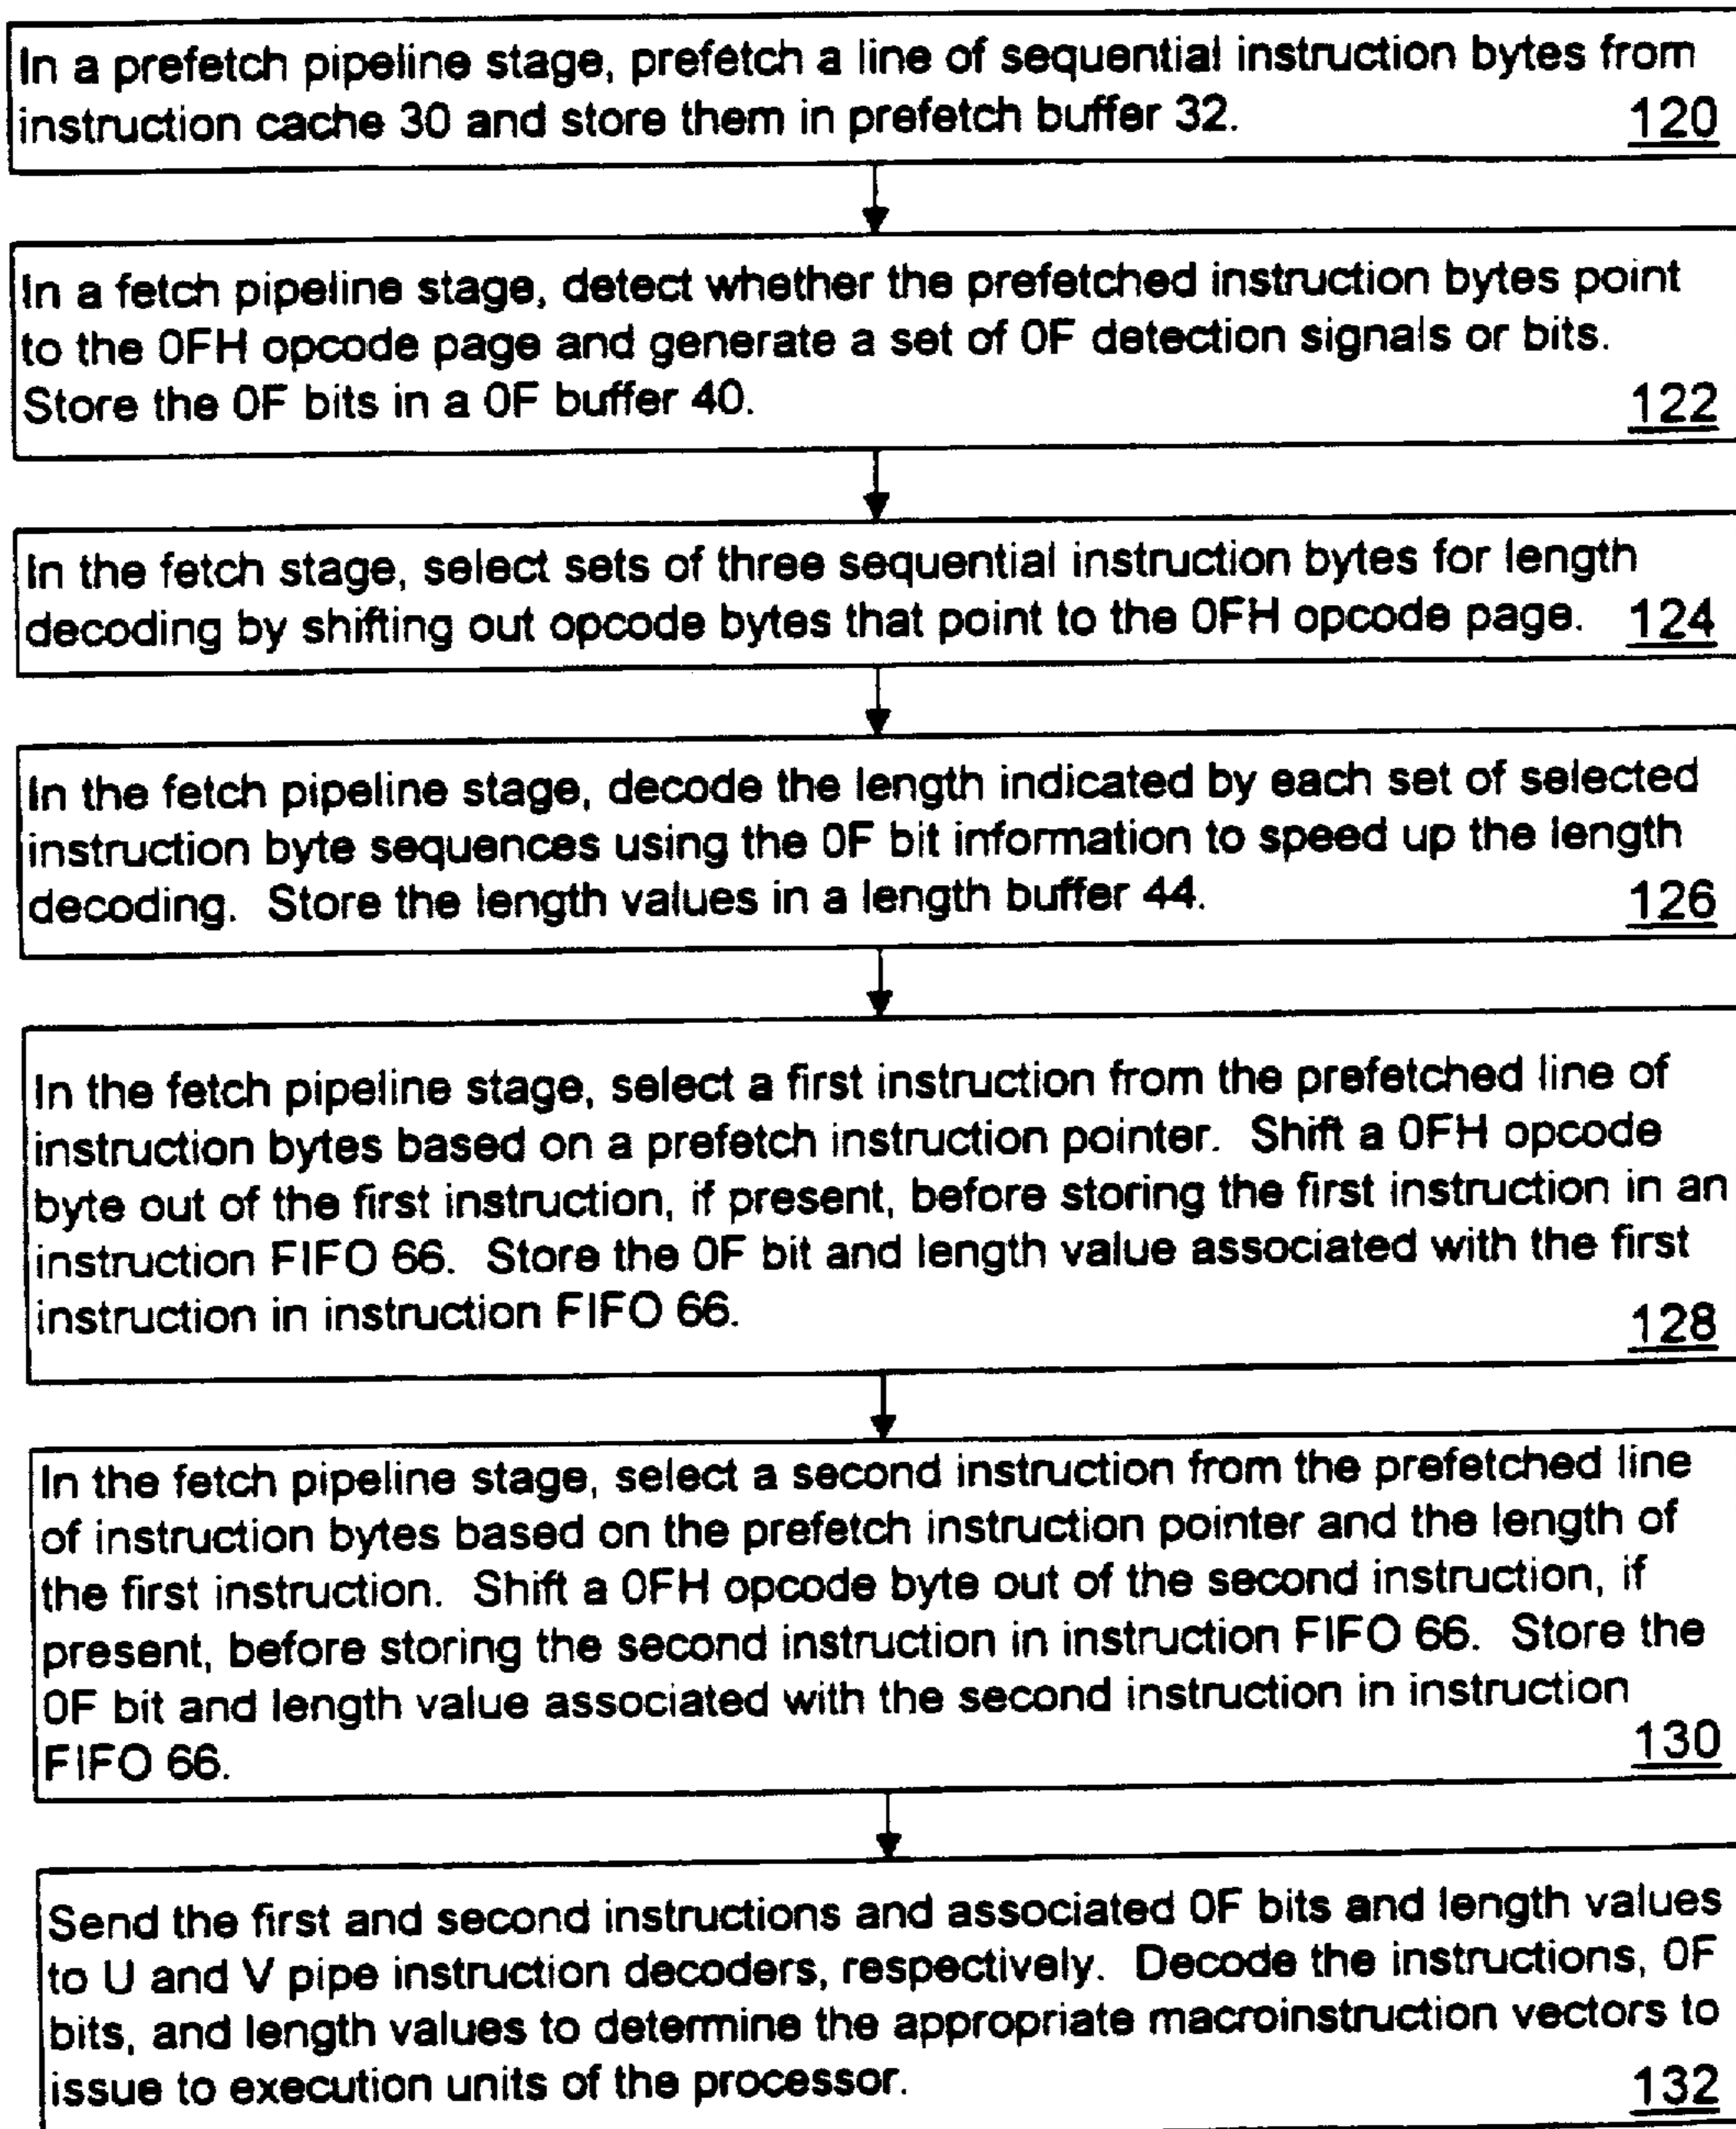 In a prefetch pipeline stage, prefetch a line of sequential instruction bytes from
instruction cache 30 and store them in prefetch buffer 32.
120
In a fetch pipeline stage, detect whether the prefetched instruction bytes point
to the 0FH opcode page and generate a set of 0F detection signals or bits.
Store the 0F bits in a 0F buffer 40.
122
In the fetch stage, select sets of three sequential instruction bytes for length
decoding by shifting out opcode bytes that point to the 0FH opcode page.
124
In the fetch pipeline stage, decode the length indicated by each set of selected
instruction byte sequences using the 0F bit information to speed up the length
decoding. Store the length values in a length buffer 44.
126
In the fetch pipeline stage, select a first instruction from the prefetched line of
instruction bytes based on a prefetch instruction pointer. Shift a 0FH opcode
byte out of the first instruction, if present, before storing the first instruction in an
instruction FIFO 66. Store the 0F bit and length value associated with the first
instruction in instruction FIFO 66.
128
In the fetch pipeline stage, select a second instruction from the prefetched line
of instruction bytes based on the prefetch instruction pointer and the length of
the first instruction. Shift a 0FH opcode byte out of the second instruction, if
present, before storing the second instruction in instruction FIFO 66. Store the
0F bit and length value associated with the second instruction in instruction
FIFO 66.
130
Send the first and second instructions and associated 0F bits and length values
to U and V pipe instruction decoders, respectively. Decode the instructions, 0F
bits, and length values to determine the appropriate macroinstruction vectors to
issue to execution units of the processor.
132